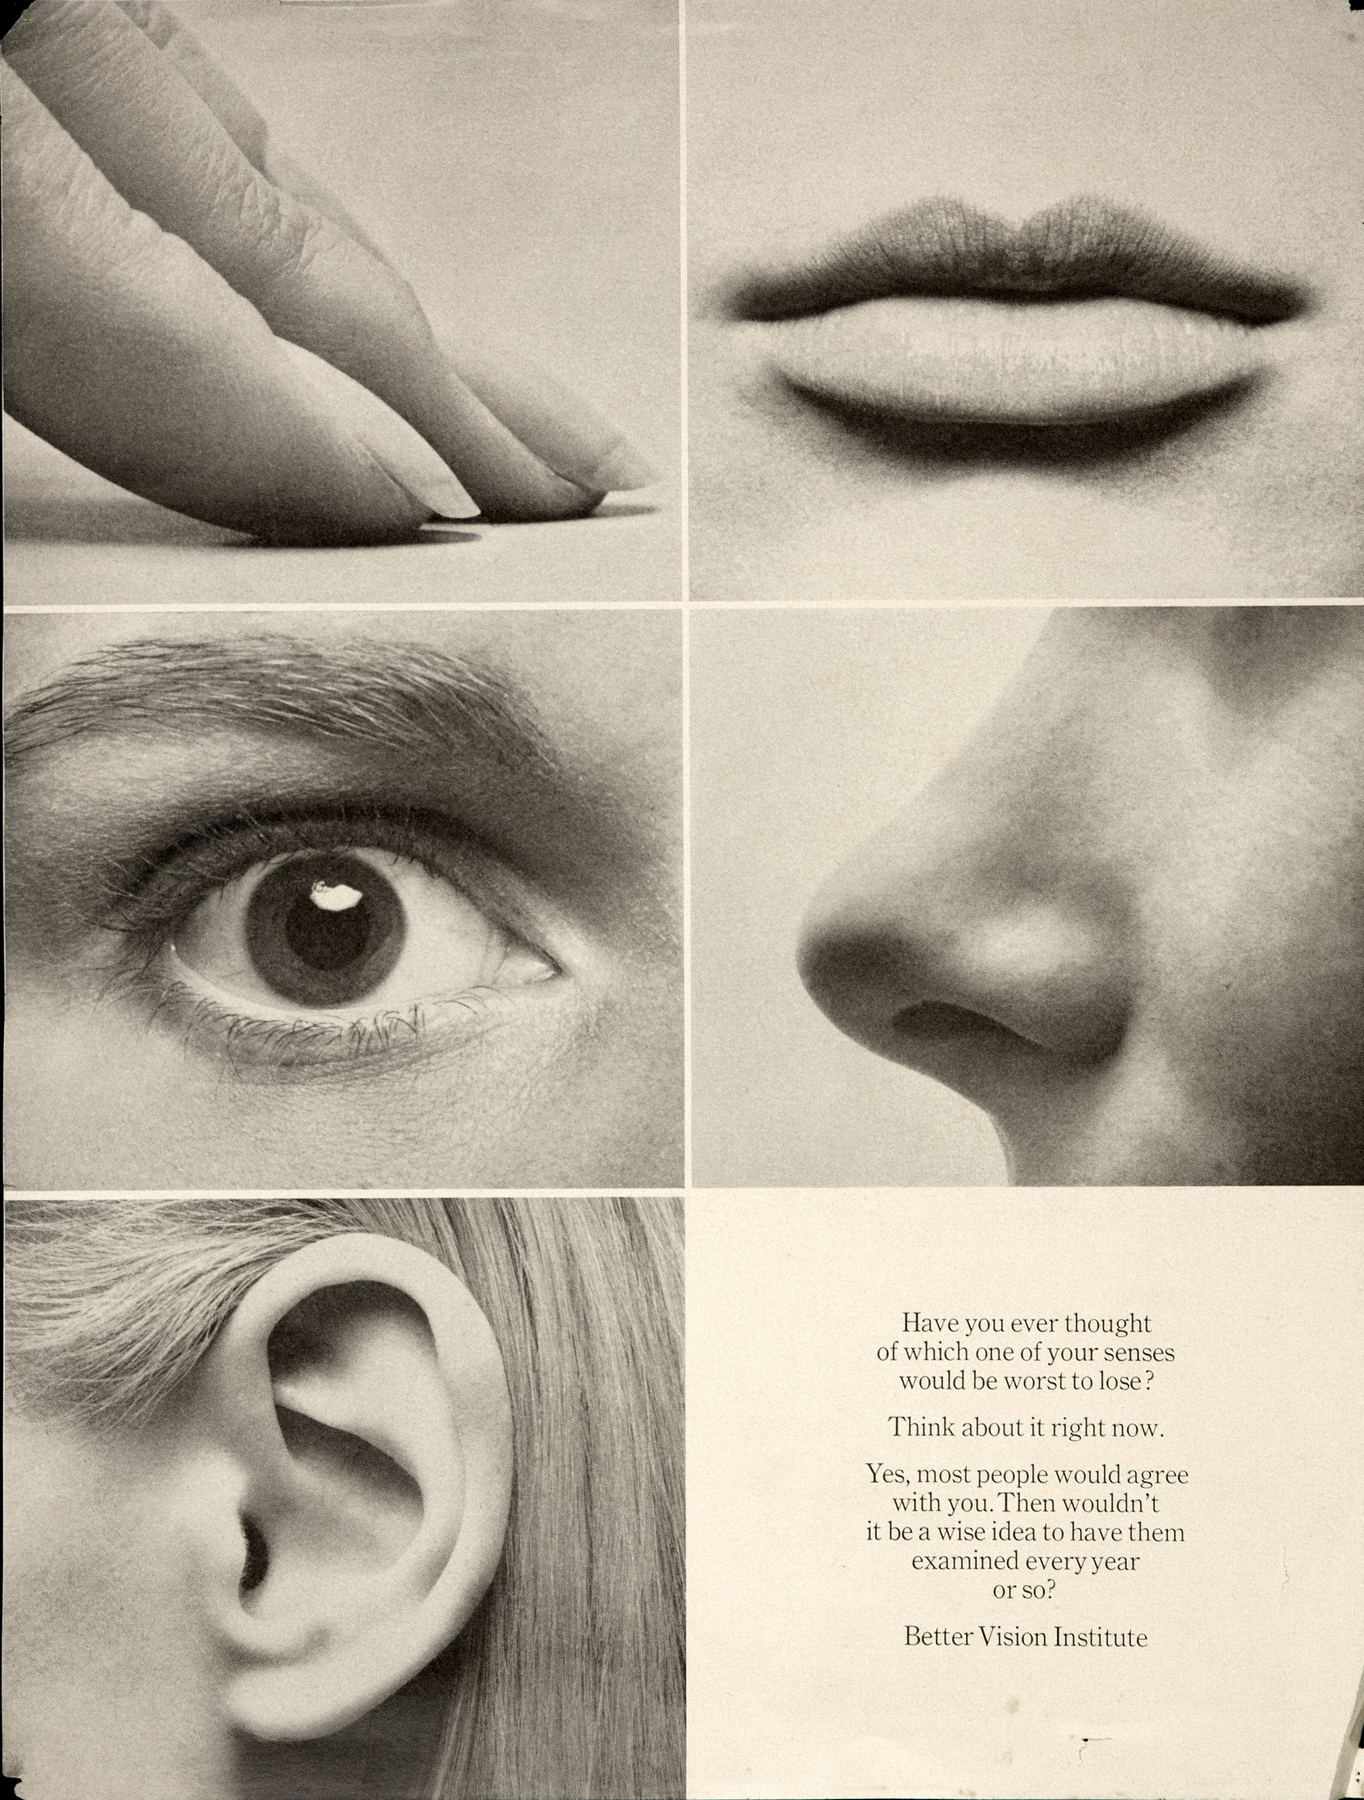 Have you ever thought
of which one of your senses
would be worst to lose?
Think about it right now.
Yes, most people would agree
with you. Then wouldn't
it be a wise idea to have them
examined every year
or so?
Better Vision Institute